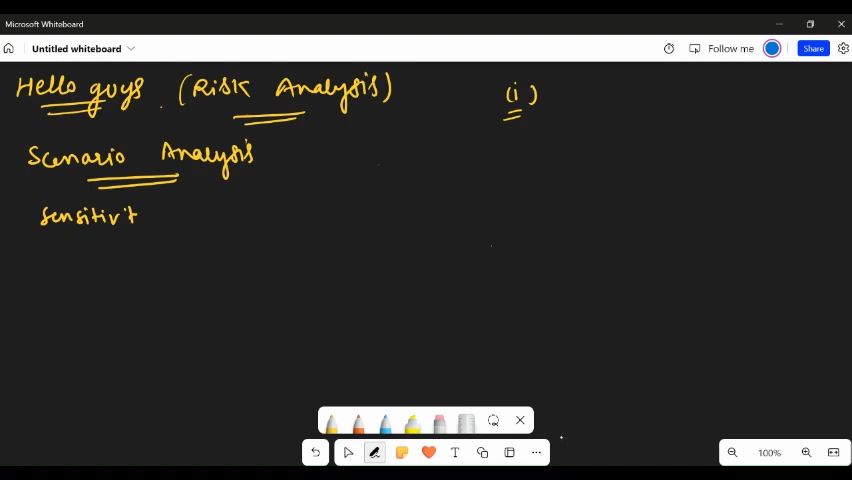 Microsoft Whiteboard
Untitled whiteboard
Follow me
Share
Hello guys. (Risk Analysis)
(i)
Scenario Analysis
Sensitivit
T
100%